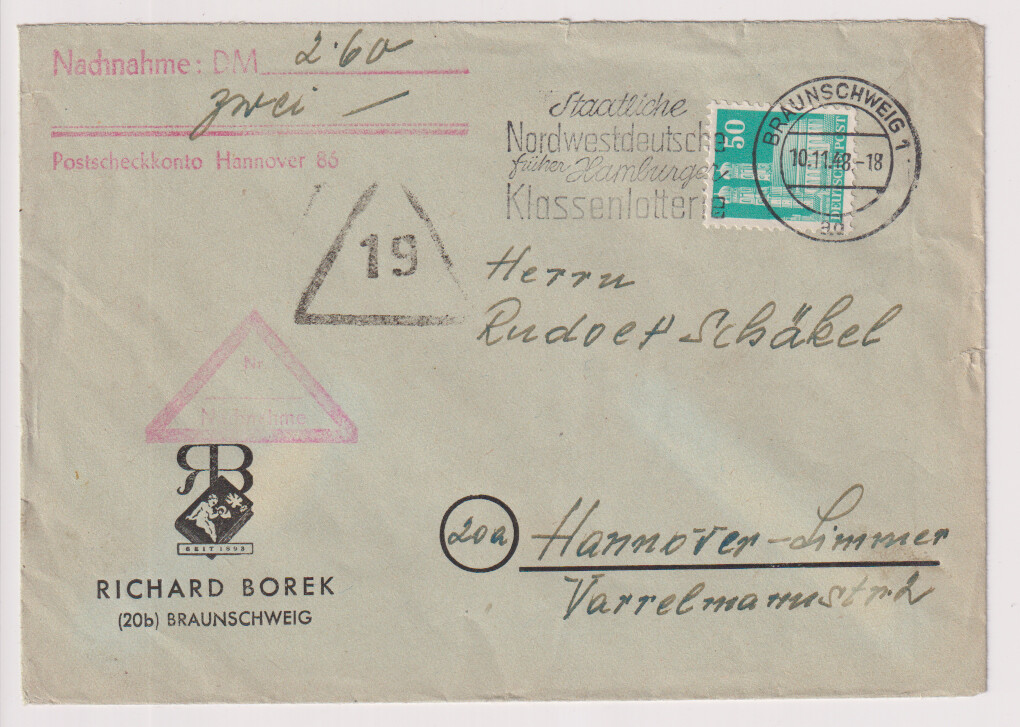 Nachnahme: DM 2.60
zwei —
Postscheckkonto Hannover 86
Staatliche
Nordwestdeutsche
früher Hamburger
Klassenlotterie
50
DEUTSCHE POST
BRAUNSCHWEIG 1
10.11.48.-18
ad
19
Herrn
Rudolf Schäkel
Nr
Nachnahme
RB
SEIT 1893
RICHARD BOREK
(20b) BRAUNSCHWEIG
20a Hannover-Limmer
Varrelmannstr. 2